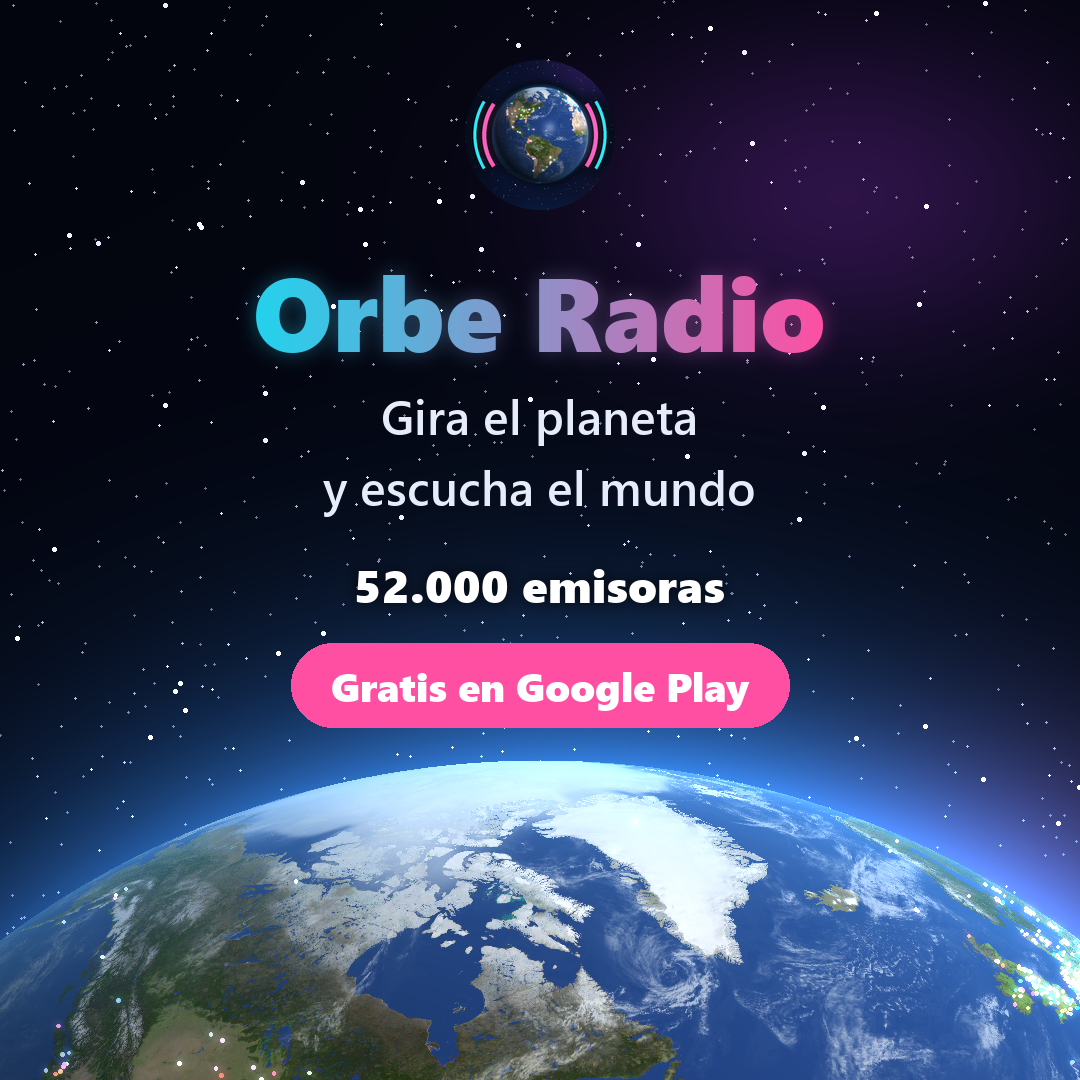 Orbe Radio
Gira el planeta
y escucha el mundo
52.000 emisoras
Gratis en Google Play